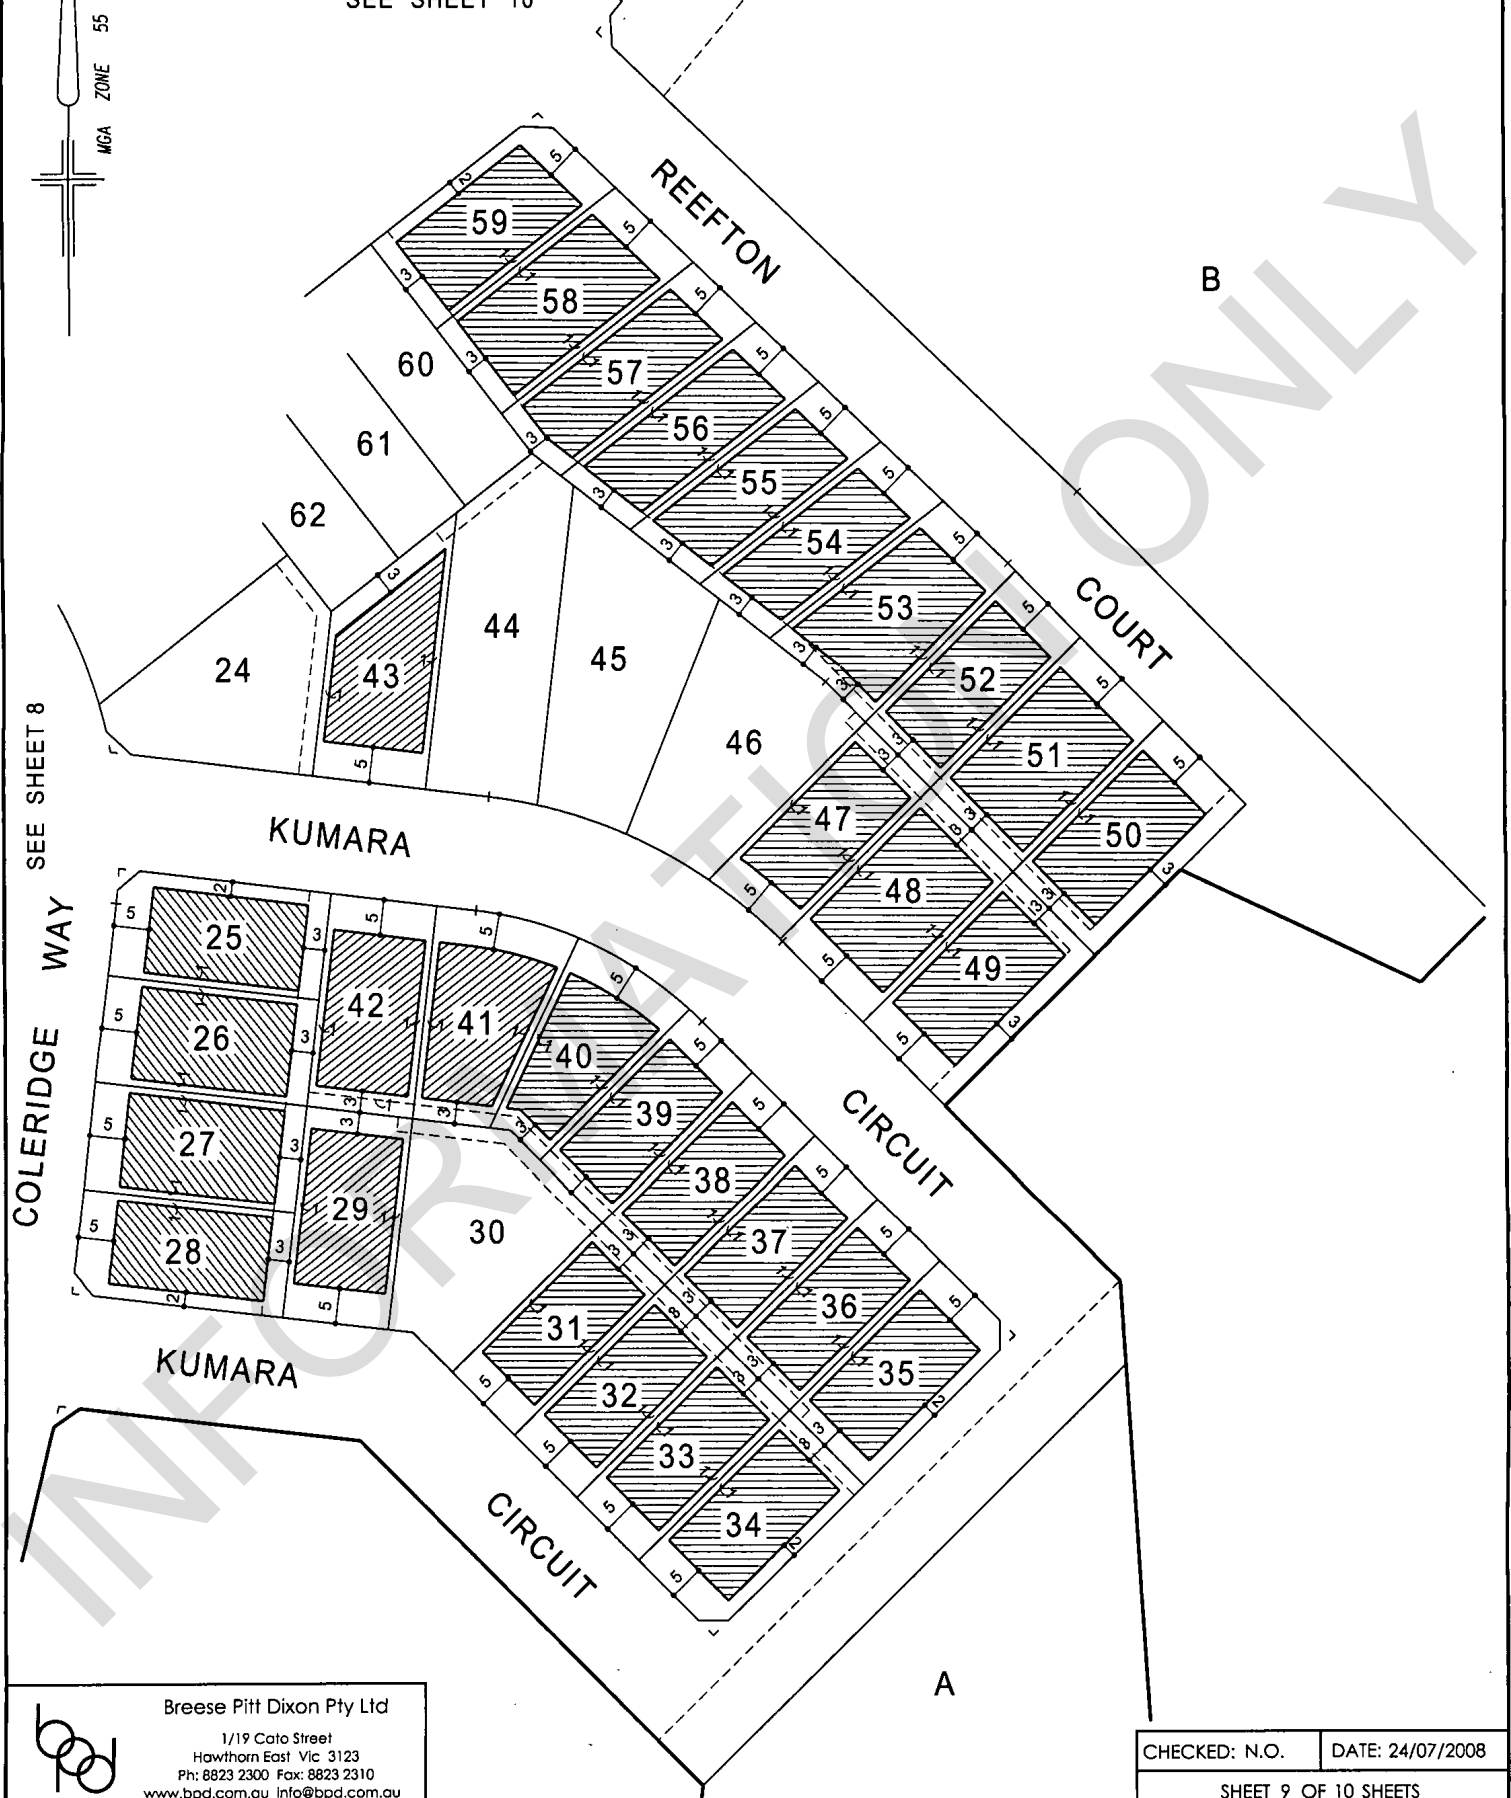 SEE SHEET 10
MGA ZONE 55
REEFTON
COURT
B
59
58
57
56
55
54
53
52
51
50
60
61
62
24
43
44
45
46
47
48
49
SEE SHEET 8
COLERIDGE WAY
KUMARA
CIRCUIT
25
26
27
28
42
41
40
39
38
37
36
35
29
30
31
32
33
34
KUMARA
CIRCUIT
A
INFORMATION ONLY
Breese Pitt Dixon Pty Ltd
1/19 Cato Street
Hawthorn East Vic 3123
Ph: 8823 2300 Fax: 8823 2310
www.bpd.com.au info@bpd.com.au
bpd
CHECKED: N.O.
DATE: 24/07/2008
SHEET 9 OF 10 SHEETS